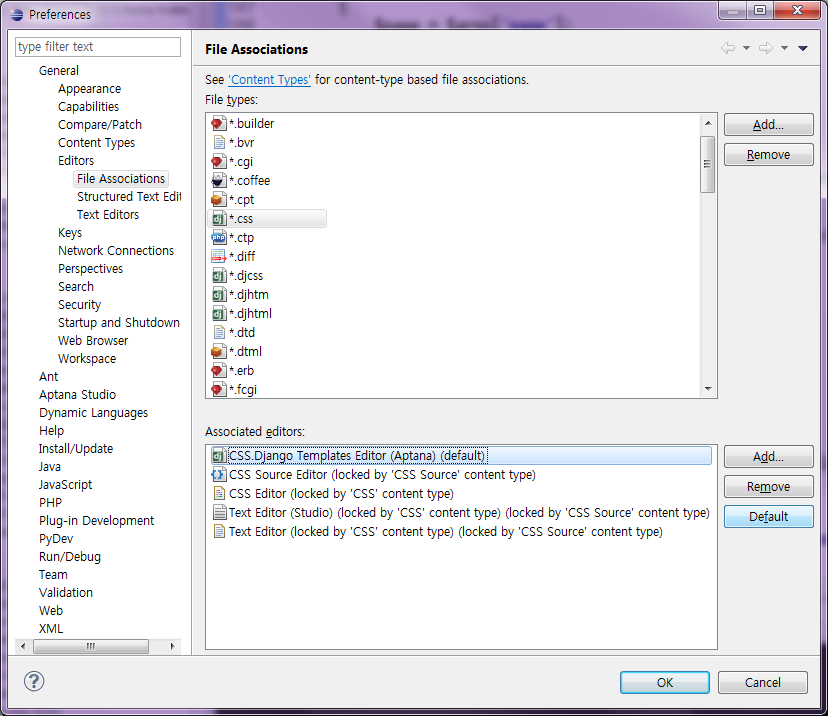 Preferences
type filter text
General
Appearance
Capabilities
Compare/Patch
Content Types
Editors
File Associations
Structured Text Edit
Text Editors
Keys
Network Connections
Perspectives
Search
Security
Startup and Shutdown
Web Browser
Workspace
Ant
Aptana Studio
Dynamic Languages
Help
Install/Update
Java
JavaScript
PHP
Plug-in Development
PyDev
Run/Debug
Team
Validation
Web
XML
File Associations
See 'Content Types' for content-type based file associations.
File types:
*.builder
*.bvr
*.cgi
*.coffee
*.cpt
*.css
*.ctp
*.diff
*.djcss
*.djhtm
*.djhtml
*.dtd
*.dtml
*.erb
*.fcgi
Add...
Remove
Associated editors:
CSS.Django Templates Editor (Aptana) (default)
CSS Source Editor (locked by 'CSS Source' content type)
CSS Editor (locked by 'CSS' content type)
Text Editor (Studio) (locked by 'CSS' content type) (locked by 'CSS Source' content type)
Text Editor (locked by 'CSS' content type) (locked by 'CSS Source' content type)
Add...
Remove
Default
OK
Cancel